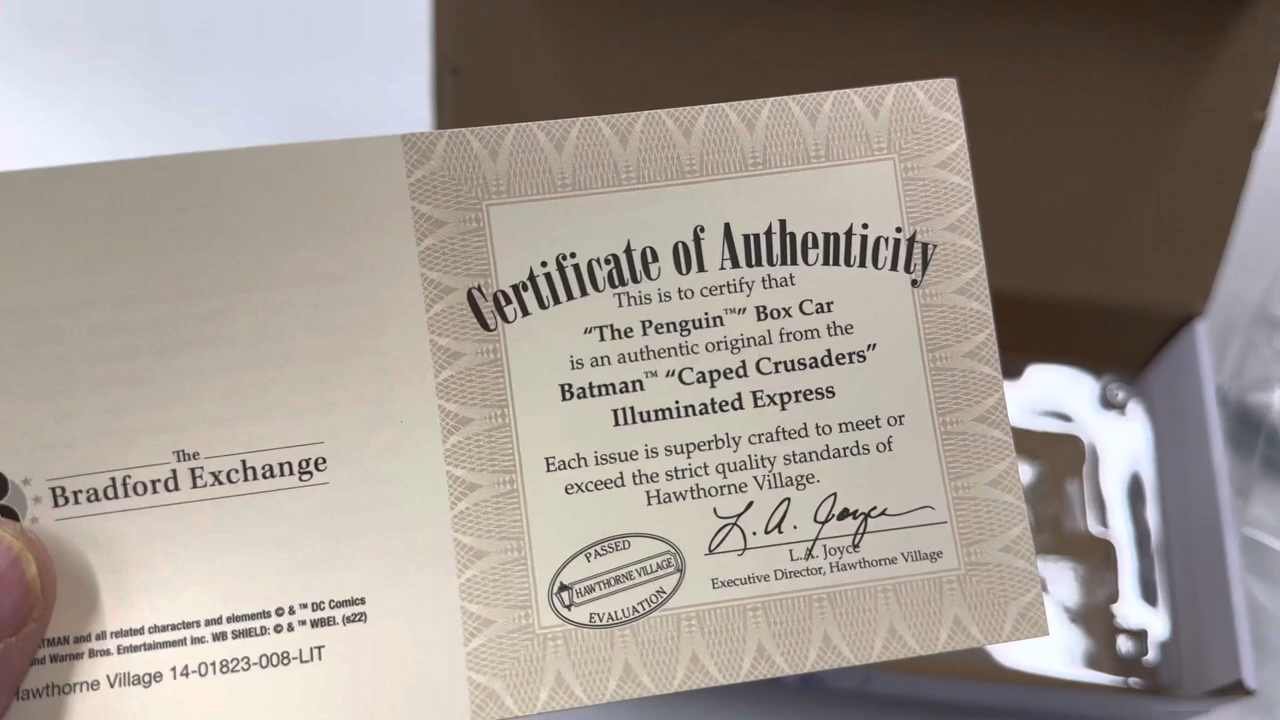 The
Bradford Exchange
TMAN and all related characters and elements © & ™ DC Comics
nd Warner Bros. Entertainment Inc. WB SHIELD: © & ™ WBEI. (s22)
Hawthorne Village 14-01823-008-LIT
Certificate of Authenticity
This is to certify that
“The Penguin™” Box Car
is an authentic original from the
Batman™ “Caped Crusaders”
Illuminated Express
Each issue is superbly crafted to meet or
exceed the strict quality standards of
Hawthorne Village.
L. A. Joyce
L.A. Joyce
Executive Director, Hawthorne Village
PASSED
HAWTHORNE VILLAGE
EVALUATION